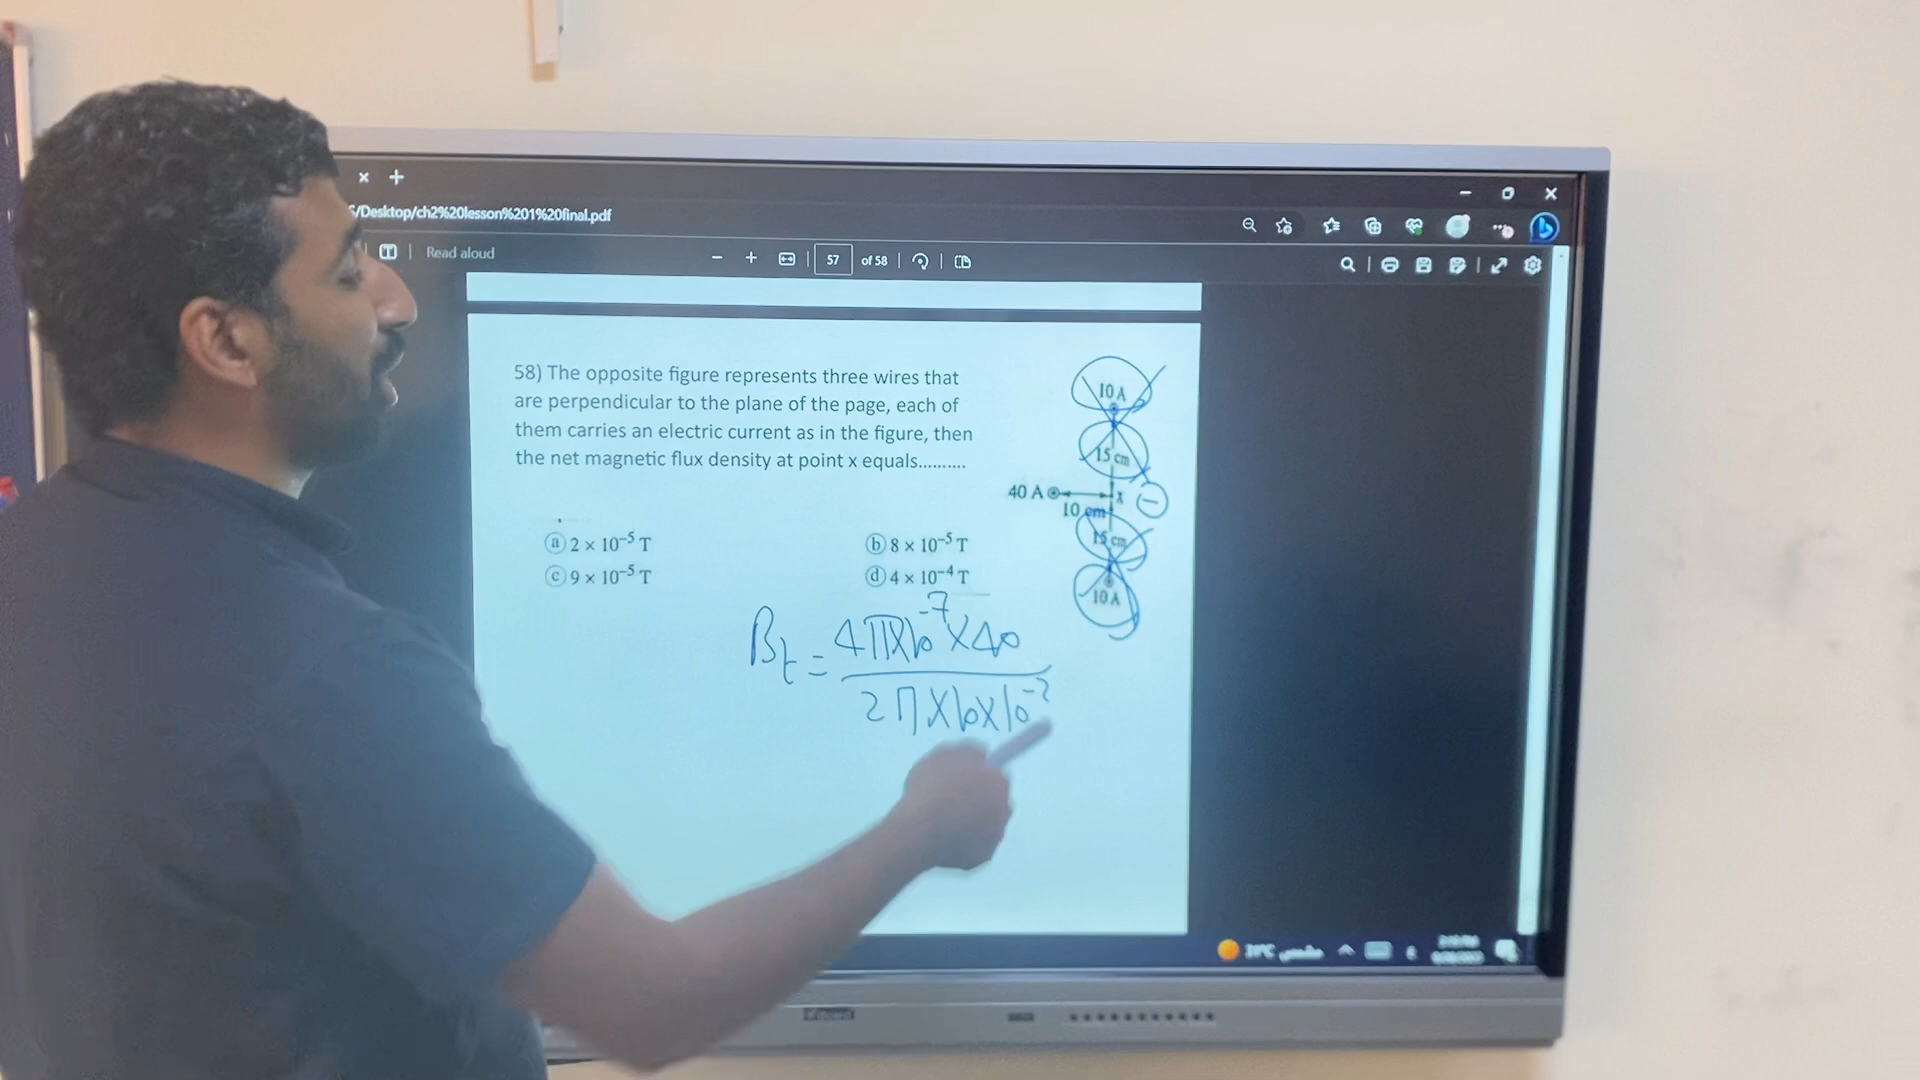 /Desktop/ch2%20lesson%201%20final.pdf
Read aloud
57 of 58
58) The opposite figure represents three wires that
are perpendicular to the plane of the page, each of
them carries an electric current as in the figure, then
the net magnetic flux density at point x equals..........
10 A
15 cm
40 A
x
10 cm
15 cm
10 A
ⓐ 2 × 10⁻⁵ T
ⓑ 8 × 10⁻⁵ T
ⓒ 9 × 10⁻⁵ T
ⓓ 4 × 10⁻⁴ T
Bt = 4π×10⁻⁷×40
2π×10×10⁻²